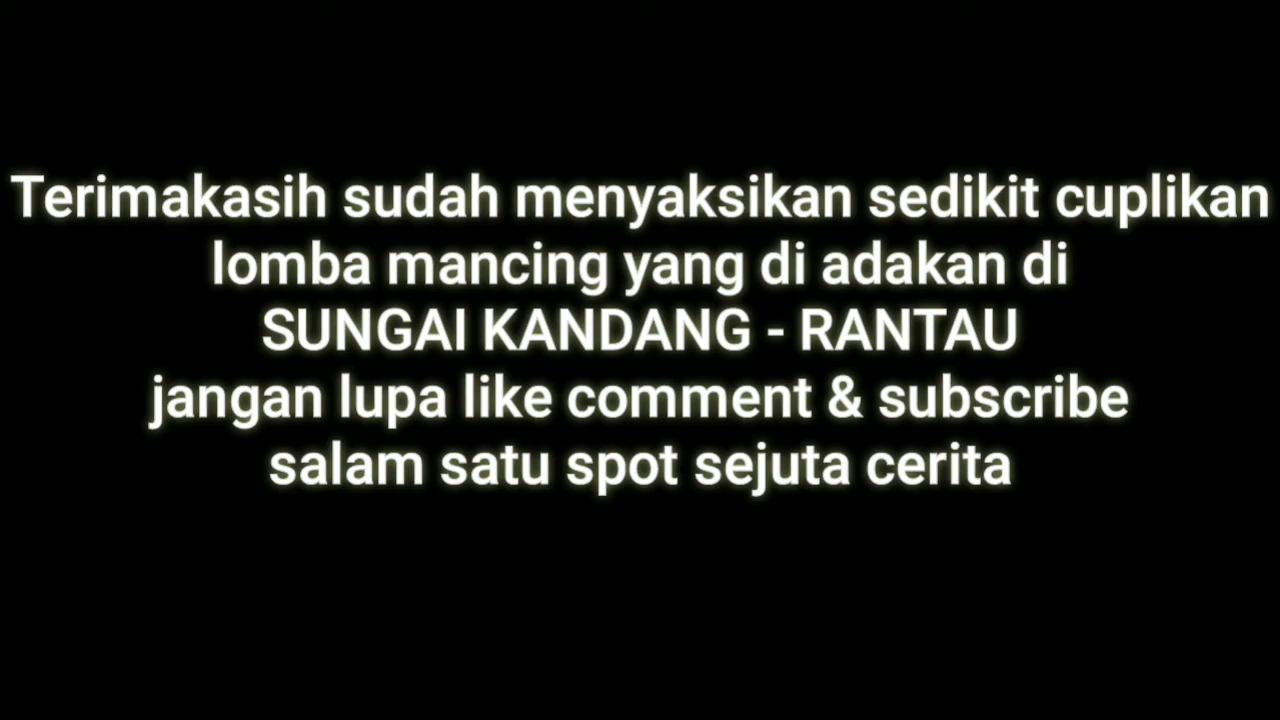 Terimakasih sudah menyaksikan sedikit cuplikan
lomba mancing yang di adakan di
SUNGAI KANDANG - RANTAU
jangan lupa like comment & subscribe
salam satu spot sejuta cerita